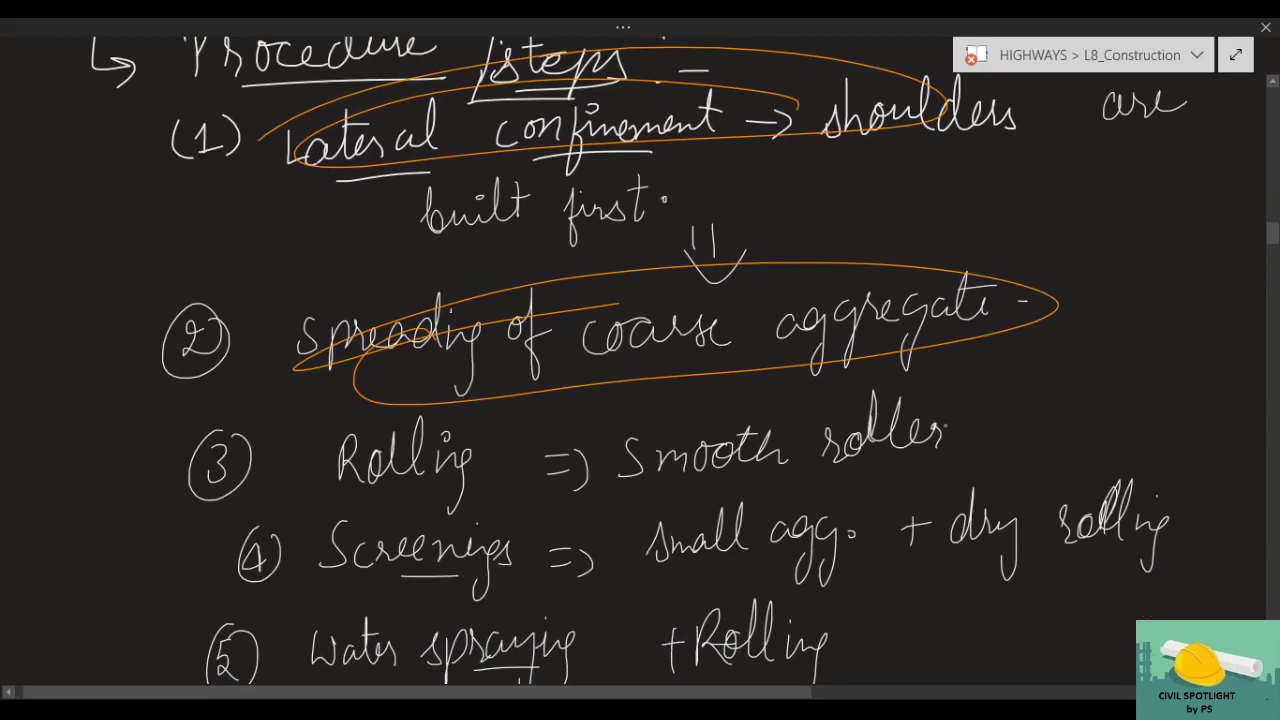 ...
HIGHWAYS > L8_Construction
↳ Procedure /steps : -
(1) Lateral confinement → shoulders are
built first.
② Spreading of coarse aggregate -
③ Rolling => Smooth roller
④ Screenings => small agg. + dry rolling
⑤ Water spraying + Rolling
CIVIL SPOTLIGHT
by PS